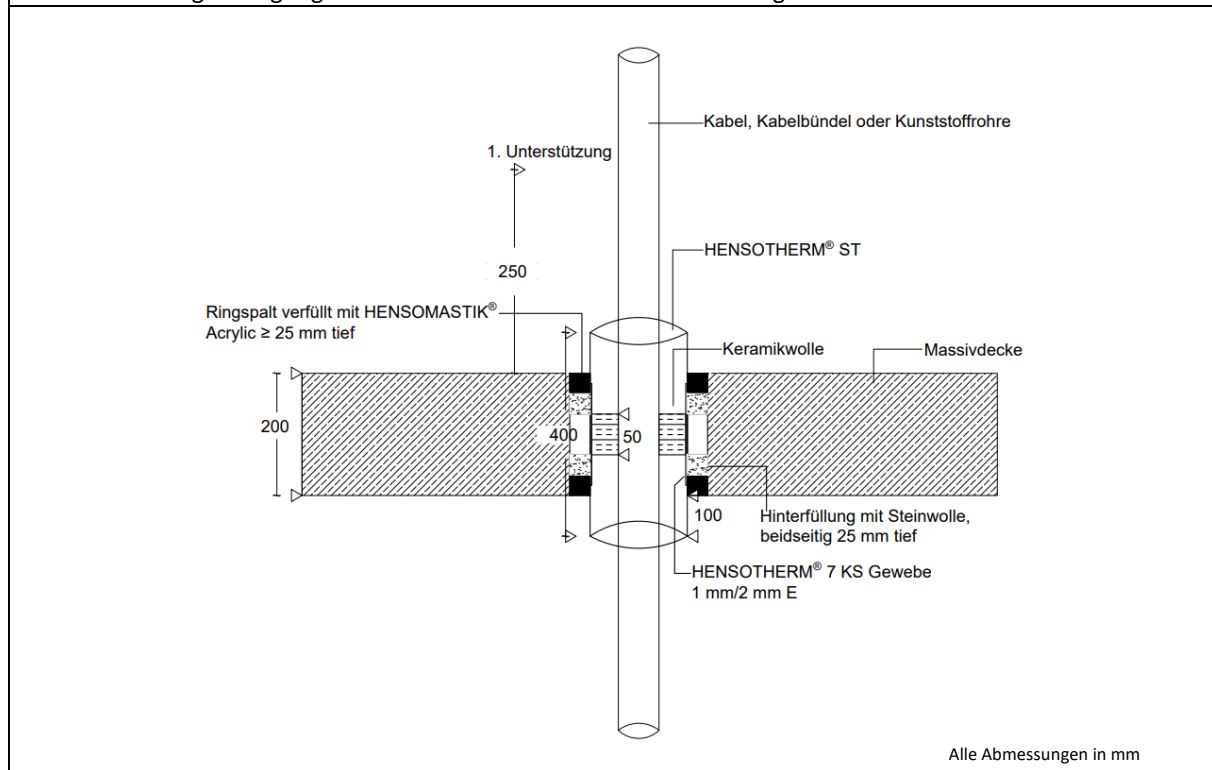 Kabel, Kabelbündel oder Kunststoffrohre
1. Unterstützung
HENSOTHERM® ST
250
Ringspalt verfüllt mit HENSOMASTIK®
Acrylic ≥ 25 mm tief
Keramikwolle
Massivdecke
200
400
50
100
Hinterfüllung mit Steinwolle,
beidseitig 25 mm tief
HENSOTHERM® 7 KS Gewebe
1 mm/2 mm E
Alle Abmessungen in mm